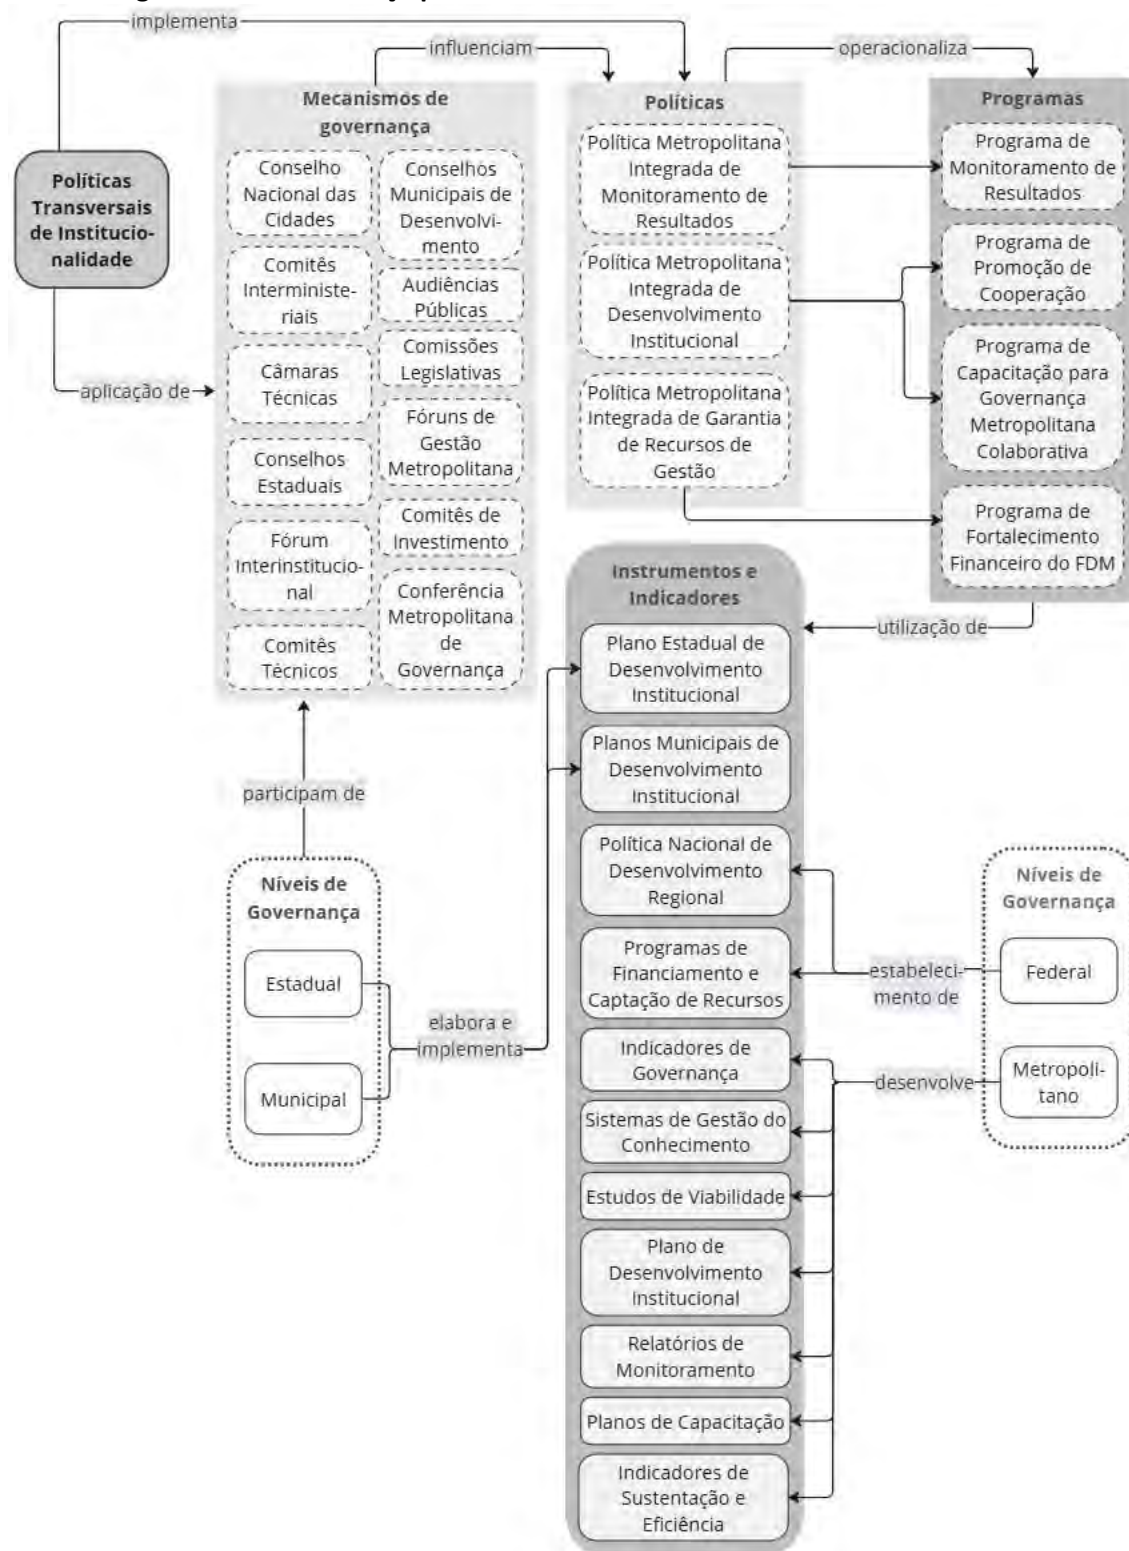 implementa
influenciam
operacionaliza
Mecanismos de
governança
Políticas
Programas
Políticas
Transversais
de Institucio-
nalidade
aplicação de
Conselho
Nacional das
Cidades
Comitês
Interministe-
riais
Câmaras
Técnicas
Conselhos
Estaduais
Fórum
Interinstitucio-
nal
Comitês
Técnicos
Conselhos
Municipais de
Desenvolvi-
mento
Audiências
Públicas
Comissões
Legislativas
Fóruns de
Gestão
Metropolitana
Comitês de
Investimento
Conferência
Metropolitana
de
Governança
Política Metropolitana
Integrada de
Monitoramento de
Resultados
Política Metropolitana
Integrada de
Desenvolvimento
Institucional
Política Metropolitana
Integrada de Garantia
de Recursos de
Gestão
Programa de
Monitoramento de
Resultados
Programa de
Promoção de
Cooperação
Programa de
Capacitação para
Governança
Metropolitana
Colaborativa
Programa de
Fortalecimento
Financeiro do FDM
utilização de
Instrumentos e
Indicadores
Plano Estadual de
Desenvolvimento
Institucional
Planos Municipais de
Desenvolvimento
Institucional
Política Nacional de
Desenvolvimento
Regional
Programas de
Financiamento e
Captação de Recursos
Indicadores de
Governança
Sistemas de Gestão do
Conhecimento
Estudos de Viabilidade
Plano de
Desenvolvimento
Institucional
Relatórios de
Monitoramento
Planos de Capacitação
Indicadores de
Sustentação e
Eficiência
participam de
Níveis de
Governança
Estadual
Municipal
elabora e
implementa
Níveis de
Governança
Federal
Metropoli-
tano
estabeleci-
mento de
desenvolve